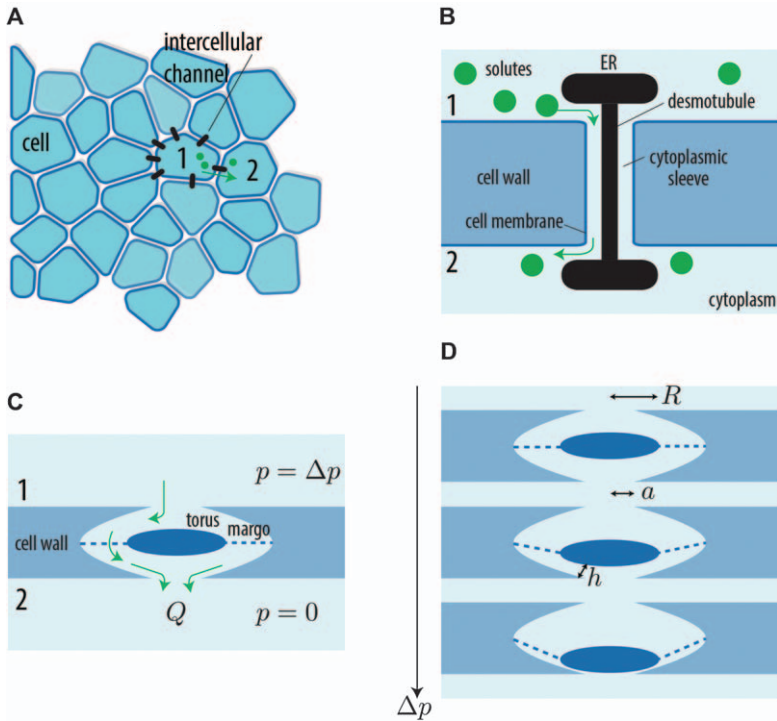 A
intercellular
channel
cell
1
2
B
solutes
ER
1
desmotubule
cell wall
cytoplasmic
sleeve
cell membrane
2
cytoplasm
C
p = Δp
1
torus
margo
cell wall
2
Q
p = 0
D
R
a
h
Δp